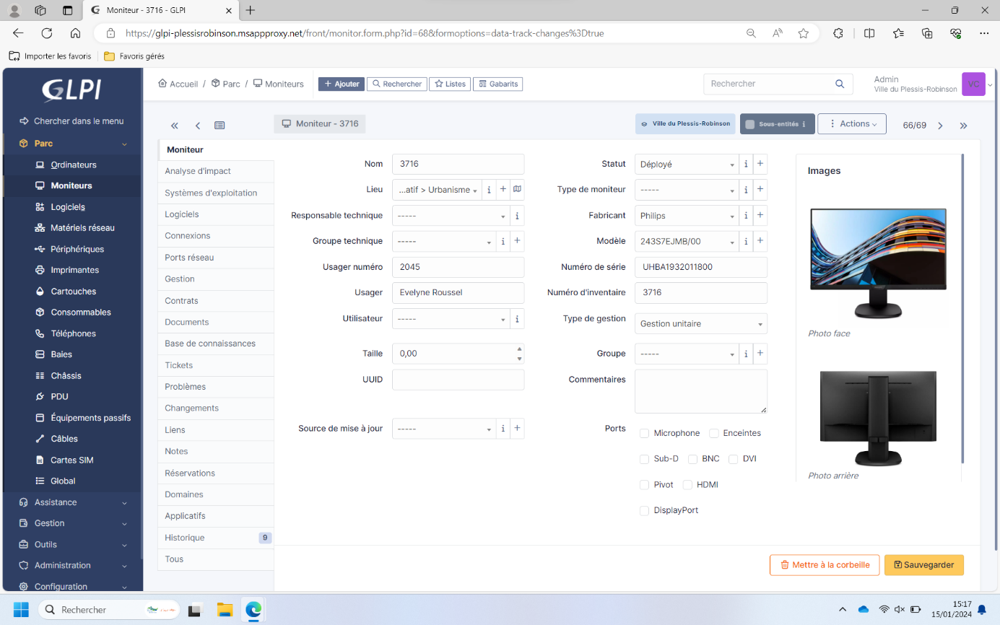 Moniteur - 3716 - GLPI
https://glpi-plessisrobinson.msappproxy.net/front/monitor.form.php?id=68&formoptions=data-track-changes%3Dtrue
Importer les favoris
Favoris gérés
GLPI
Accueil / Parc / Moniteurs
+ Ajouter
Rechercher
Listes
Gabarits
Rechercher
Admin
Ville du Plessis-Robinson
VC
Chercher dans le menu
Parc
Ordinateurs
Moniteurs
Logiciels
Matériels réseau
Périphériques
Imprimantes
Cartouches
Consommables
Téléphones
Baies
Châssis
PDU
Équipements passifs
Câbles
Cartes SIM
Global
Assistance
Gestion
Outils
Administration
Configuration
Moniteur - 3716
Ville du Plessis-Robinson
Sous-entités i
Actions
66/69
Moniteur
Analyse d'impact
Systèmes d'exploitation
Logiciels
Connexions
Ports réseau
Gestion
Contrats
Documents
Base de connaissances
Tickets
Problèmes
Changements
Liens
Notes
Réservations
Domaines
Applicatifs
Historique 9
Tous
Nom 3716
Lieu ...atif > Urbanisme i +
Responsable technique ----- i
Groupe technique ----- i +
Usager numéro 2045
Usager Evelyne Roussel
Utilisateur ----- i
Taille 0,00
UUID
Source de mise à jour ----- i +
Statut Déployé i +
Type de moniteur ----- i +
Fabricant Philips i +
Modèle 243S7EJMB/00 i +
Numéro de série UHBA1932011800
Numéro d'inventaire 3716
Type de gestion Gestion unitaire
Groupe ----- i +
Commentaires
Ports
Microphone Enceintes
Sub-D BNC DVI
Pivot HDMI
DisplayPort
Images
Photo face
Photo arrière
Mettre à la corbeille
Sauvegarder
Rechercher
15:17
15/01/2024